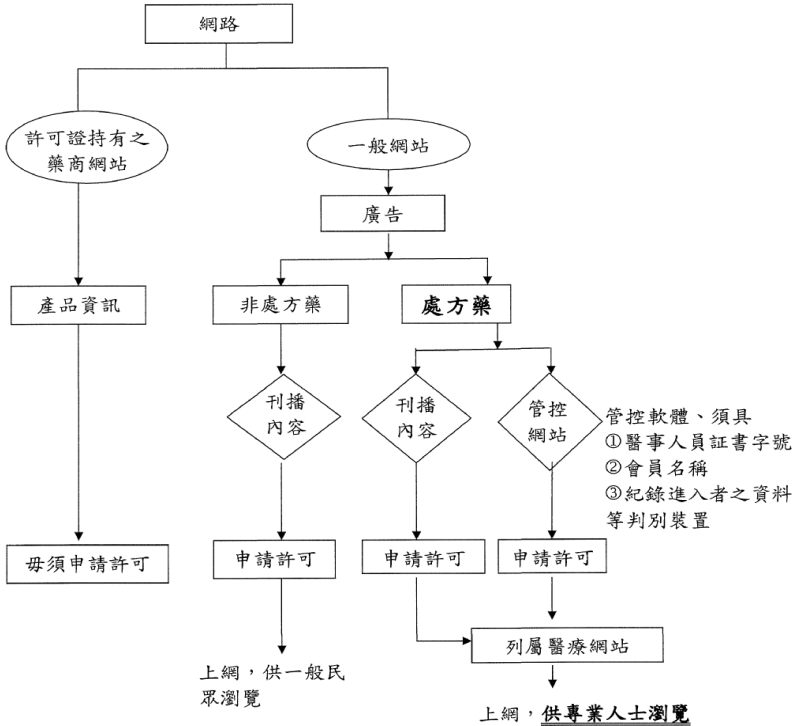 網路
許可證持有之
藥商網站
一般網站
廣告
產品資訊
非處方藥
處方藥
刊播
內容
刊播
內容
管控
網站
管控軟體、須具
①醫事人員証書字號
②會員名稱
③紀錄進入者之資料
等判別裝置
毋須申請許可
申請許可
申請許可
申請許可
列屬醫療網站
上網，供一般民
眾瀏覽
上網，供專業人士瀏覽